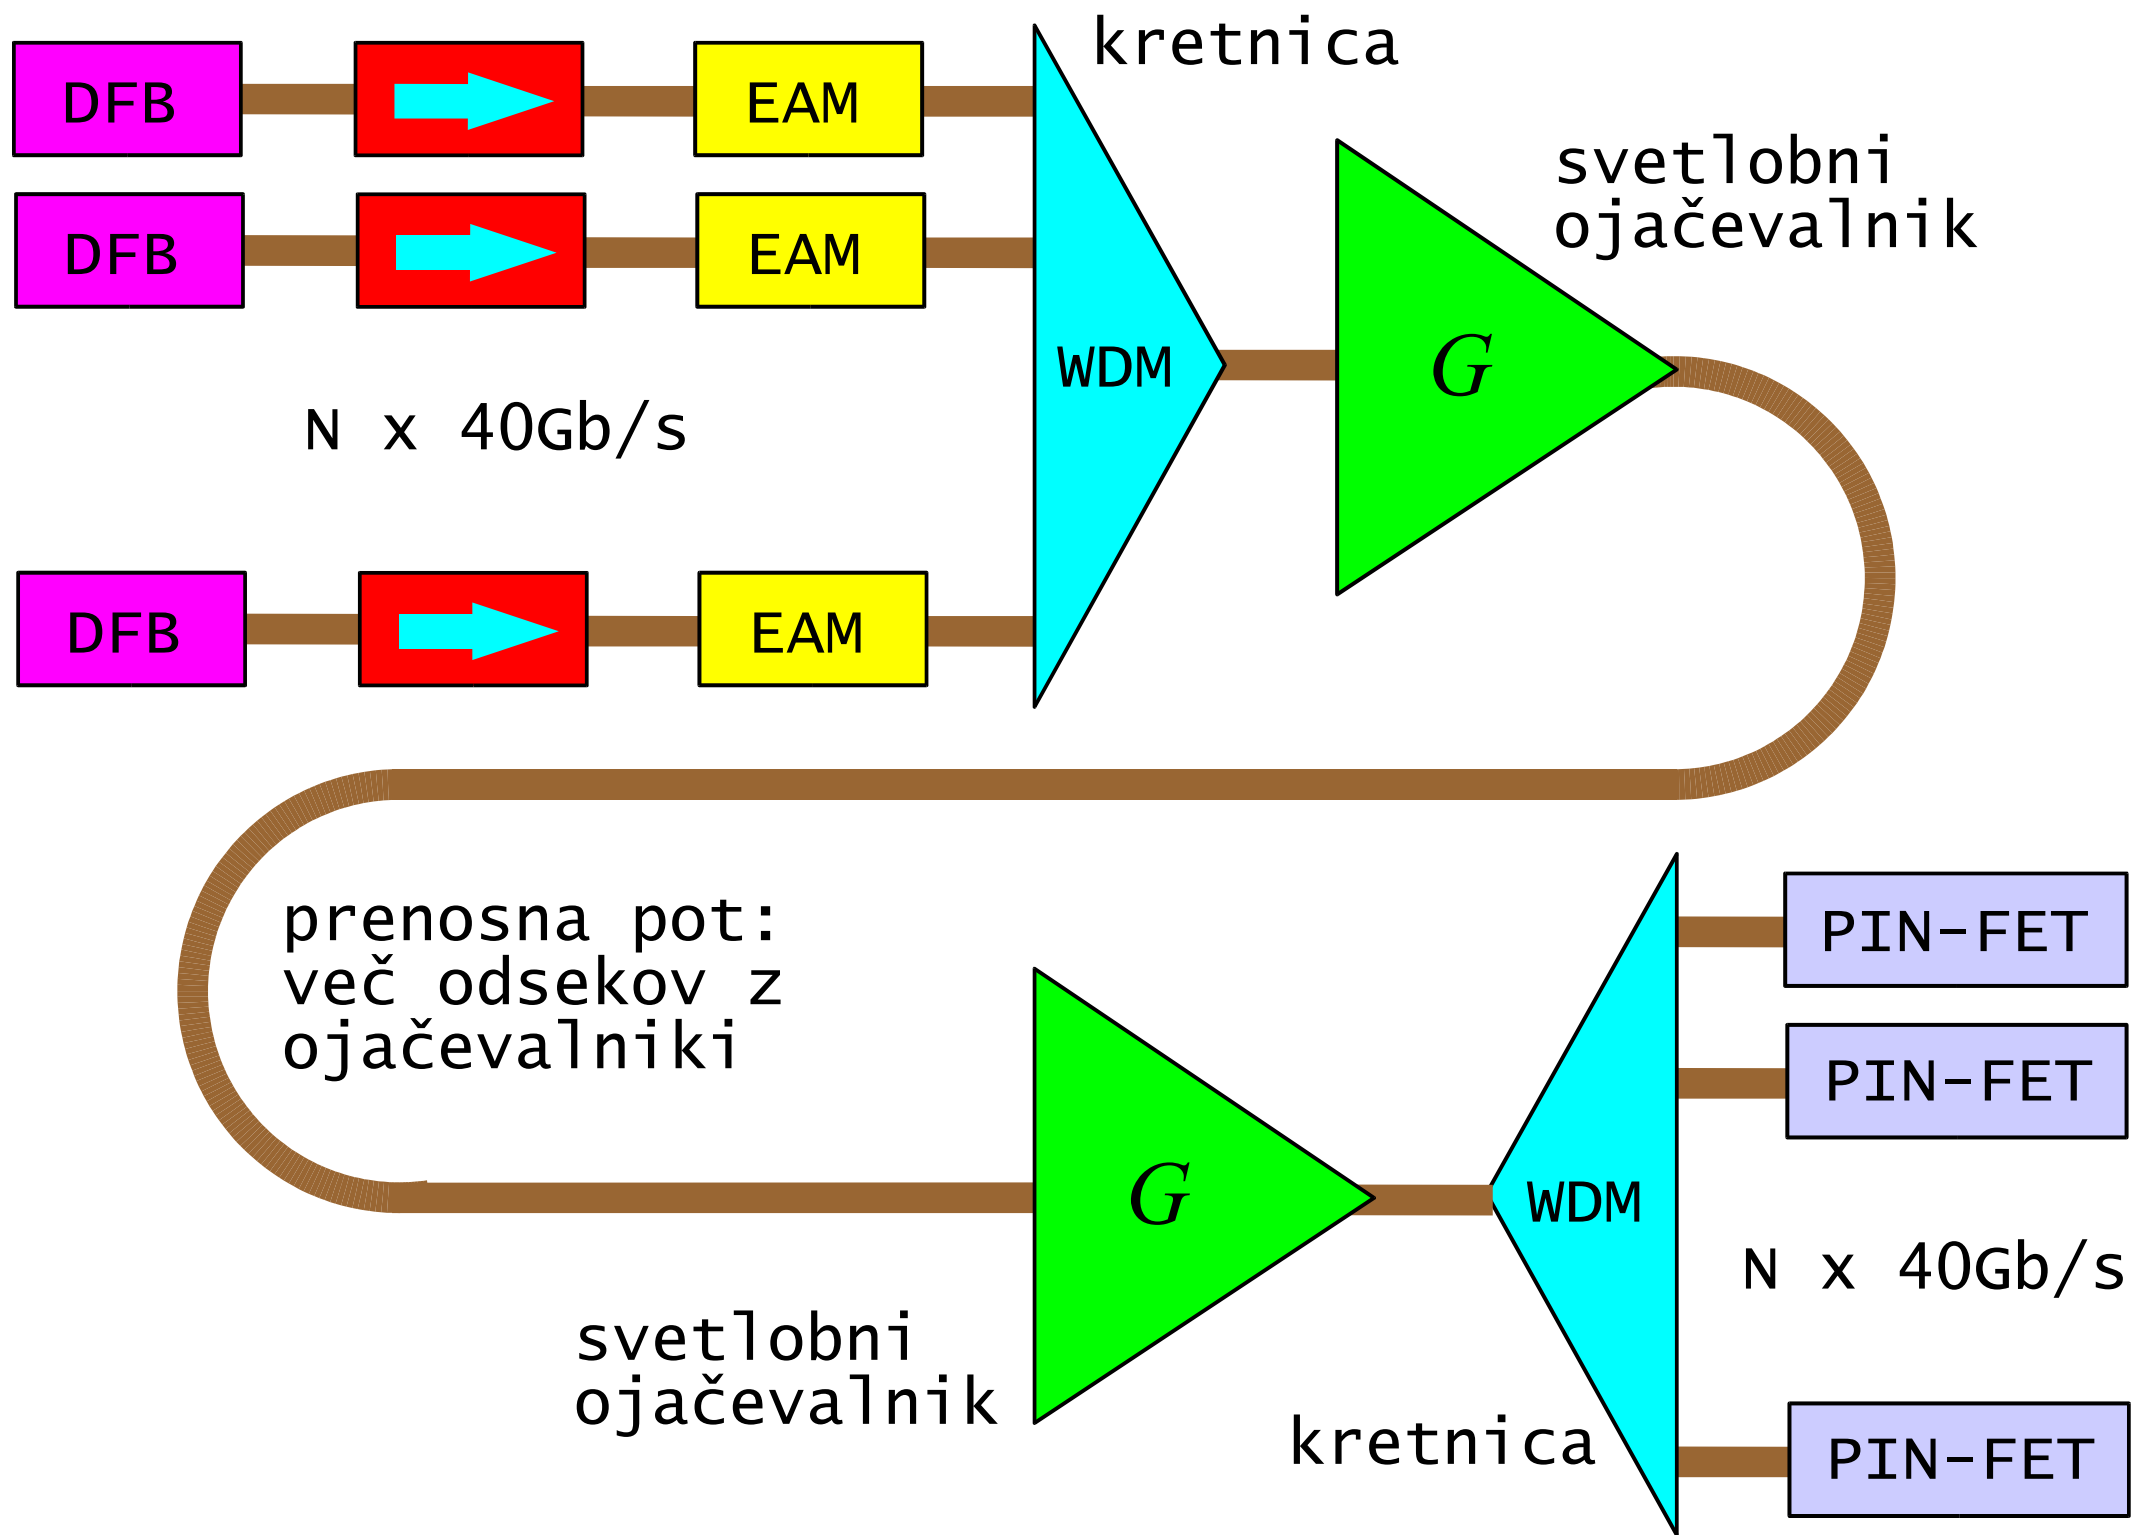 DFB
EAM
kretnica
DFB
EAM
svetlobni
ojačevalnik
WDM
G
N x 40Gb/s
DFB
EAM
prenosna pot:
več odsekov z
ojačevalniki
PIN-FET
PIN-FET
G
WDM
N x 40Gb/s
svetlobni
ojačevalnik
kretnica
PIN-FET